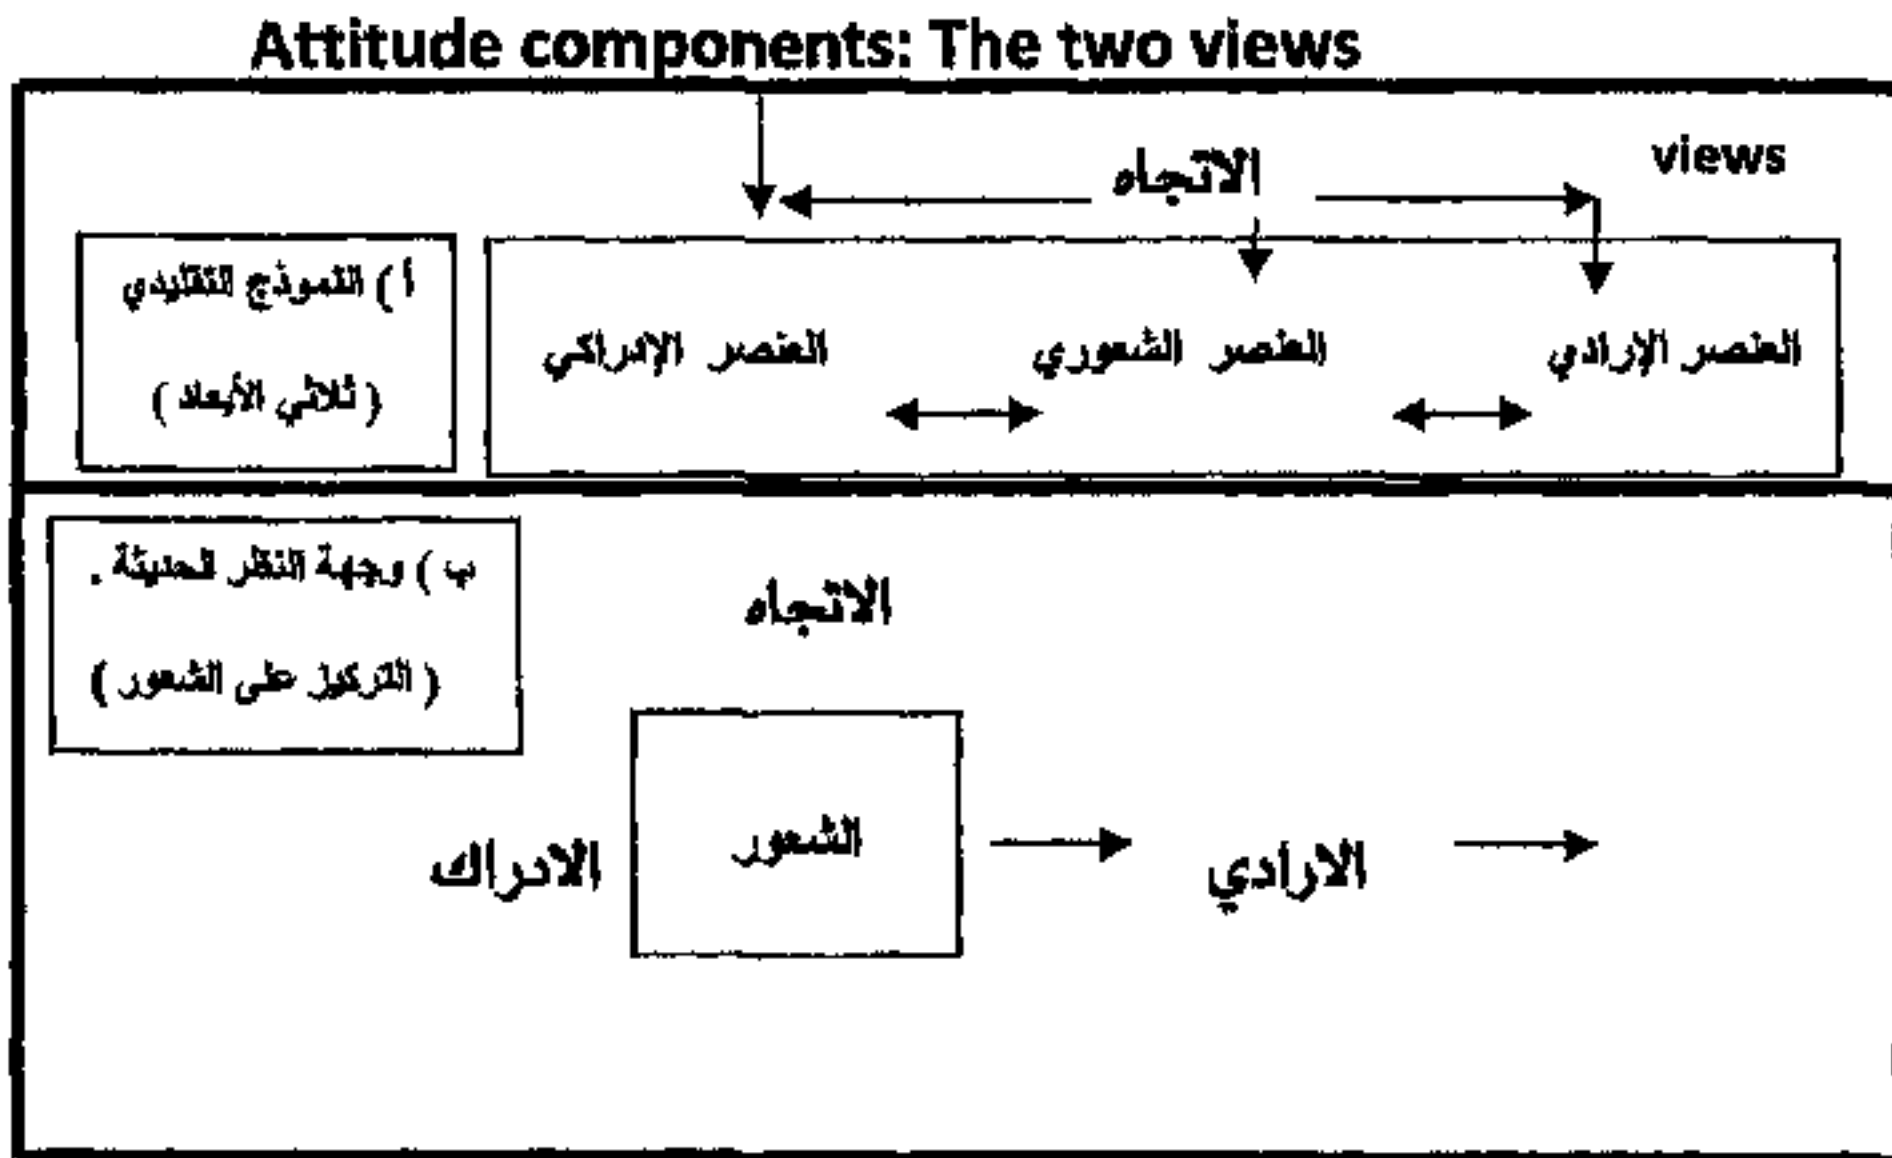 Attitude components: The two views
views
الاتجاه
أ ) النموذج التقليدي
( ثلاثي الأبعاد )
العنصر الإدراكي
العنصر الشعوري
العنصر الإرادي
ب ) وجهة النظر الحديثة .
( التركيز على الشعور )
الاتجاه
الادراك
الشعور
الارادي